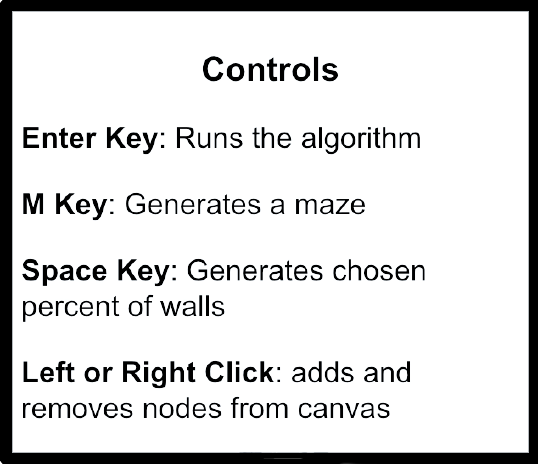 Controls
Enter Key: Runs the algorithm
M Key: Generates a maze
Space Key: Generates chosen
percent of walls
Left or Right Click: adds and
removes nodes from canvas